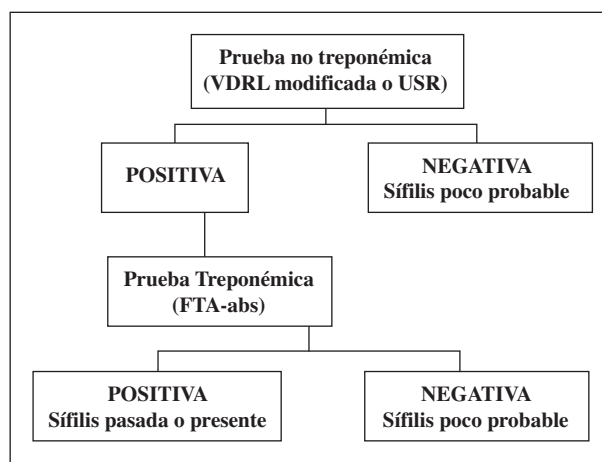 Prueba no treponémica
(VDRL modificada o USR)
POSITIVA
NEGATIVA
Sífilis poco probable
Prueba Treponémica
(FTA-abs)
POSITIVA
Sífilis pasada o presente
NEGATIVA
Sífilis poco probable